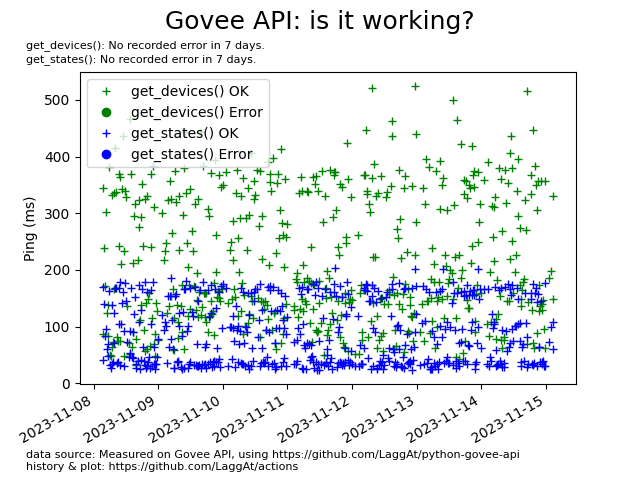 Govee API: is it working?
get_devices(): No recorded error in 7 days.
get_states(): No recorded error in 7 days.
get_devices() OK
get_devices() Error
get_states() OK
get_states() Error
Ping (ms)
500
400
300
200
100
0
2023-11-08
2023-11-09
2023-11-10
2023-11-11
2023-11-12
2023-11-13
2023-11-14
2023-11-15
data source: Measured on Govee API, using https://github.com/LaggAt/python-govee-api
history & plot: https://github.com/LaggAt/actions